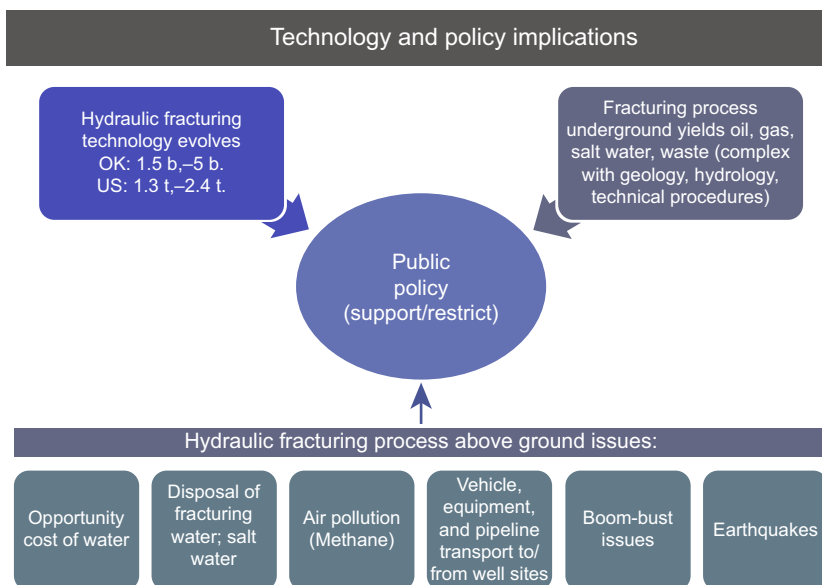 Technology and policy implications
Hydraulic fracturing
technology evolves
OK: 1.5 b,–5 b.
US: 1.3 t,–2.4 t.
Fracturing process
underground yields oil, gas,
salt water, waste (complex
with geology, hydrology,
technical procedures)
Public
policy
(support/restrict)
Hydraulic fracturing process above ground issues:
Opportunity
cost of water
Disposal of
fracturing
water; salt
water
Air pollution
(Methane)
Vehicle,
equipment,
and pipeline
transport to/
from well sites
Boom-bust
issues
Earthquakes